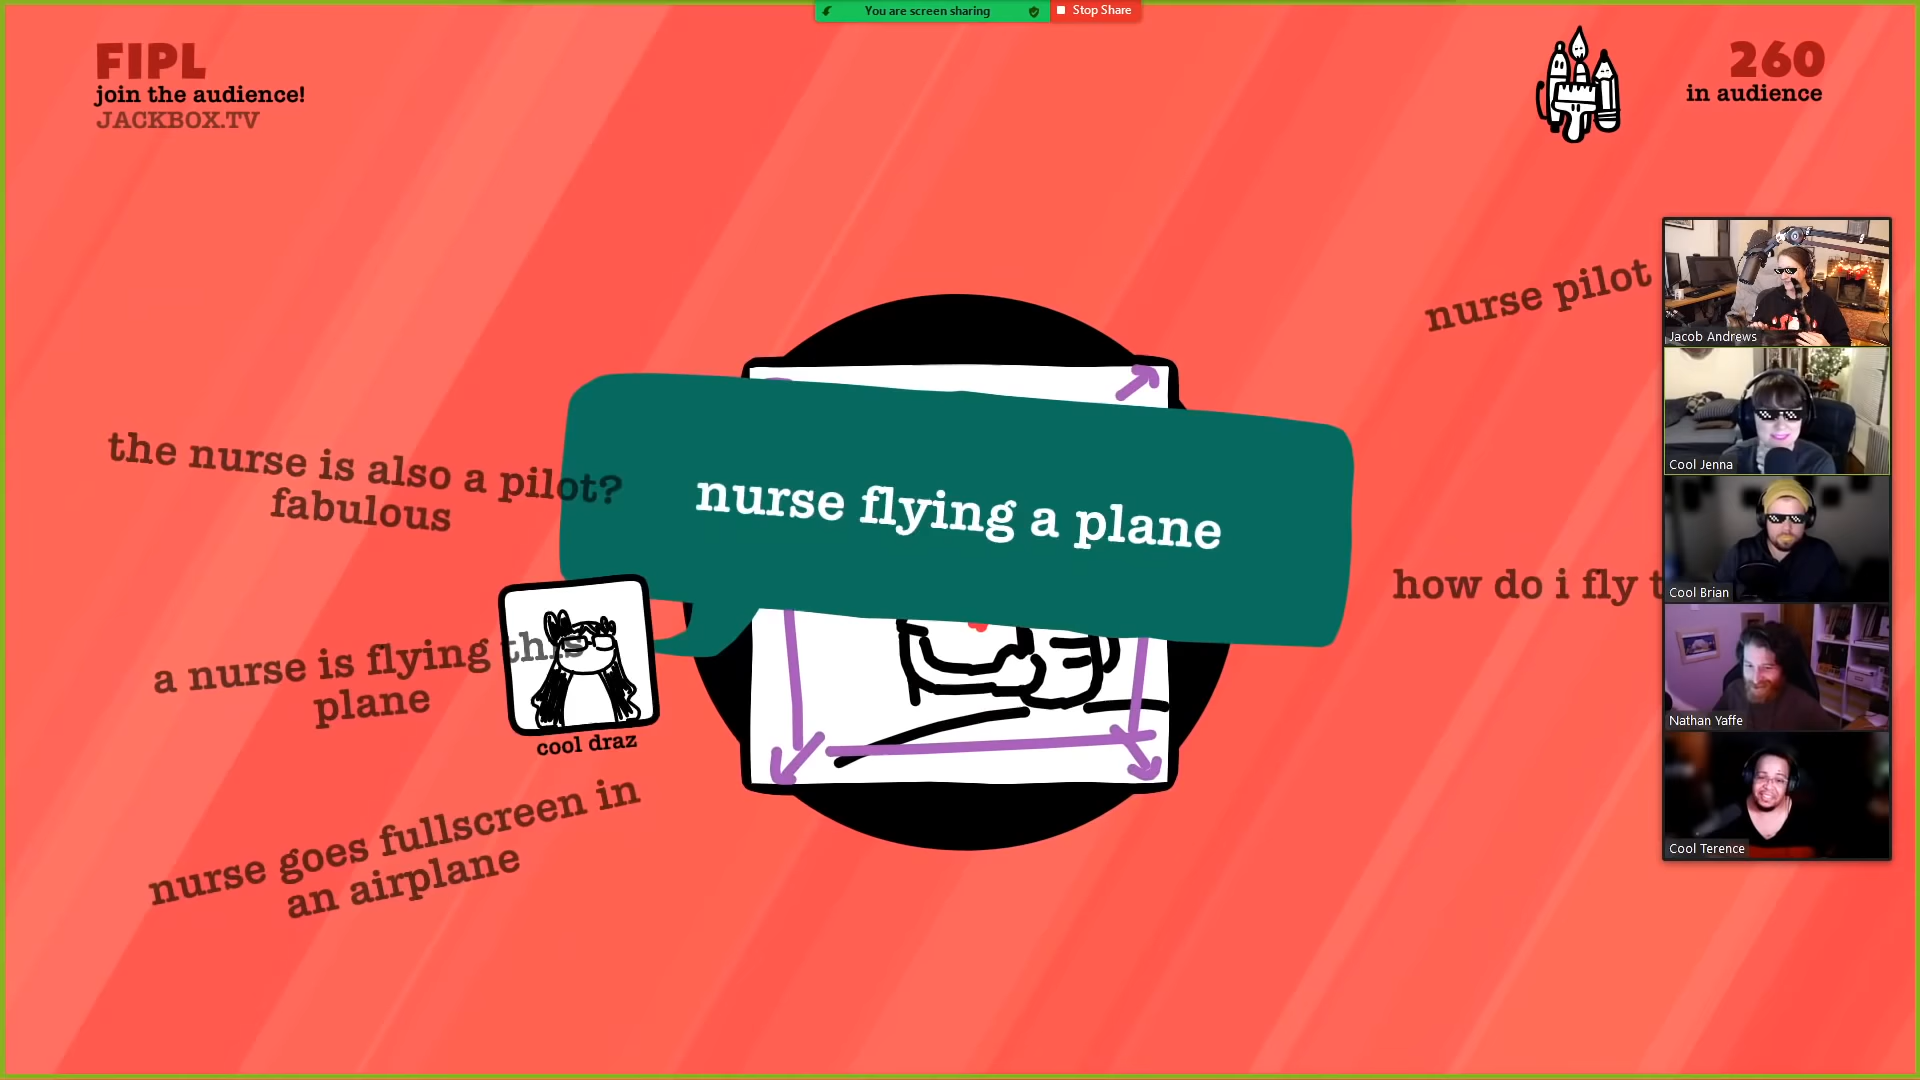 You are screen sharing
Stop Share
FIPL
join the audience!
JACKBOX.TV
260
in audience
nurse pilot
the nurse is also a pilot?
fabulous
nurse flying a plane
how do i fly
a nurse is flying this
plane
cool draz
nurse goes fullscreen in
an airplane
Jacob Andrews
Cool Jenna
Cool Brian
Nathan Yaffe
Cool Terence